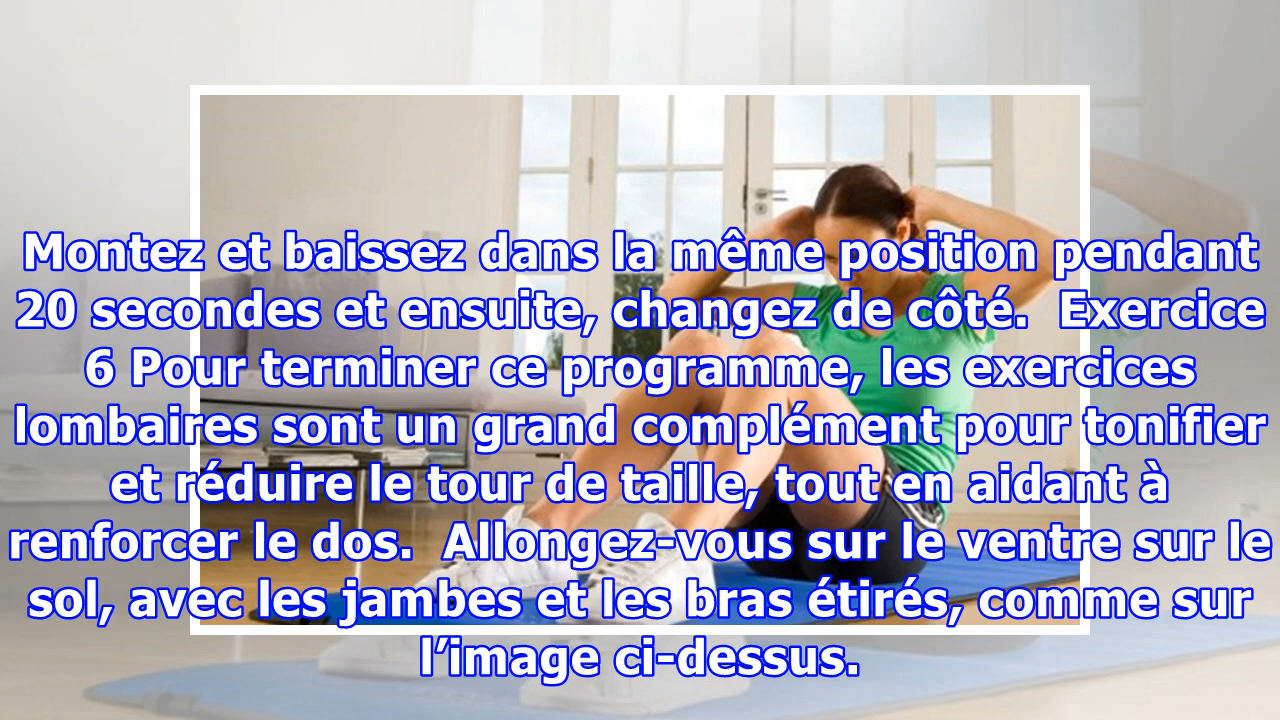 Montez et baissez dans la même position pendant
20 secondes et ensuite, changez de côté.  Exercice
6 Pour terminer ce programme, les exercices
lombaires sont un grand complément pour tonifier
et réduire le tour de taille, tout en aidant à
renforcer le dos.  Allongez-vous sur le ventre sur le
sol, avec les jambes et les bras étirés, comme sur
l’image ci-dessus.